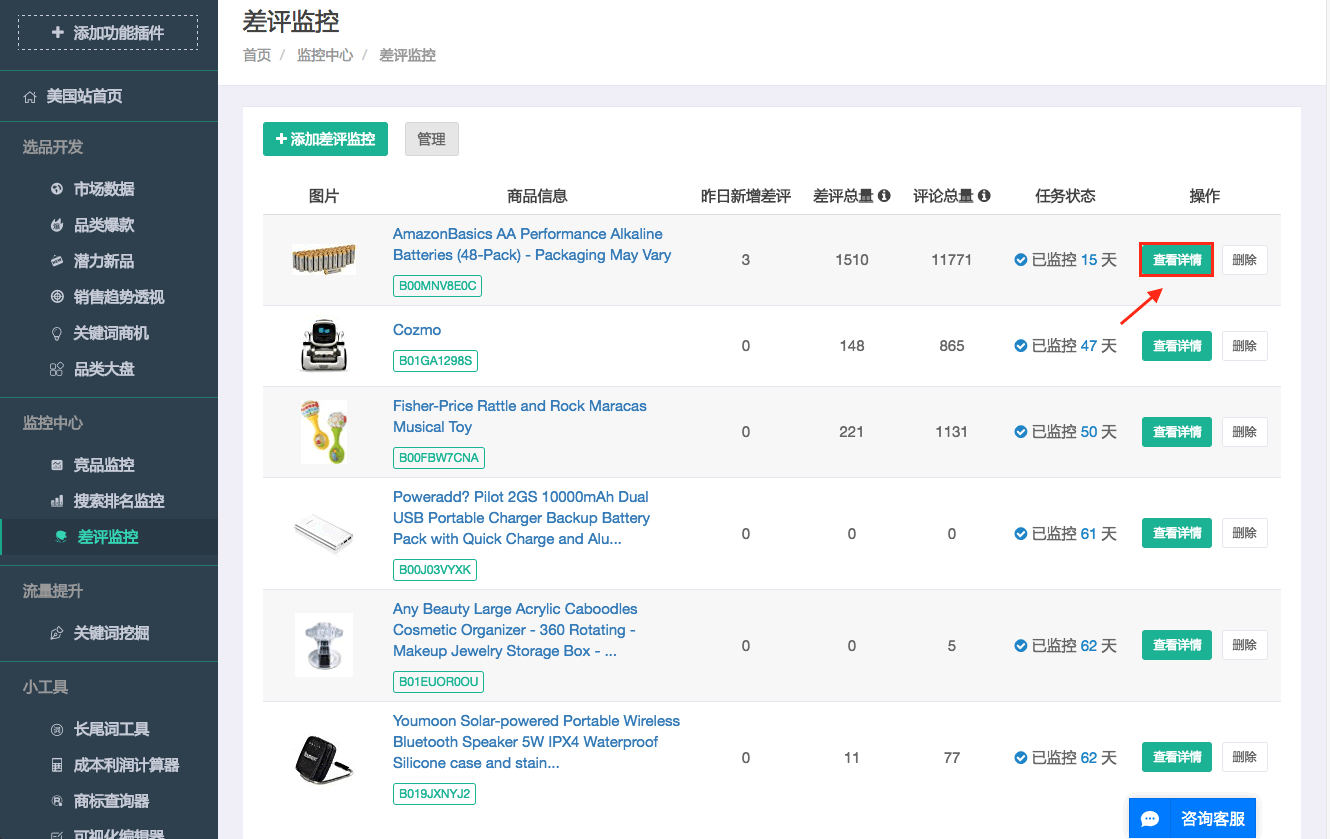 添加功能插件
美国站首页
选品开发
市场数据
品类爆款
潜力新品
销售趋势透视
关键词商机
品类大盘
监控中心
竞品监控
搜索排名监控
差评监控
流量提升
关键词挖掘
小工具
长尾词工具
成本利润计算器
商标查询器
可视化编辑器
差评监控
首页 / 监控中心 / 差评监控
添加差评监控 管理
图片 商品信息 昨日新增差评 差评总量 评论总量 任务状态 操作
AmazonBasics AA Performance Alkaline
Batteries (48-Pack) - Packaging May Vary
B00MNV8E0C
3 1510 11771 已监控 15 天 查看详情 删除
Cozmo
B01GA1298S
0 148 865 已监控 47 天 查看详情 删除
Fisher-Price Rattle and Rock Maracas
Musical Toy
B00FBW7CNA
0 221 1131 已监控 50 天 查看详情 删除
Poweradd? Pilot 2GS 10000mAh Dual
USB Portable Charger Backup Battery
Pack with Quick Charge and Alu...
B00J03VYXK
0 0 0 已监控 61 天 查看详情 删除
Any Beauty Large Acrylic Caboodles
Cosmetic Organizer - 360 Rotating -
Makeup Jewelry Storage Box - ...
B01EUOR0OU
0 0 5 已监控 62 天 查看详情 删除
Youmoon Solar-powered Portable Wireless
Bluetooth Speaker 5W IPX4 Waterproof
Silicone case and stain...
B019JXNYJ2
0 11 77 已监控 62 天 查看详情 删除
咨询客服